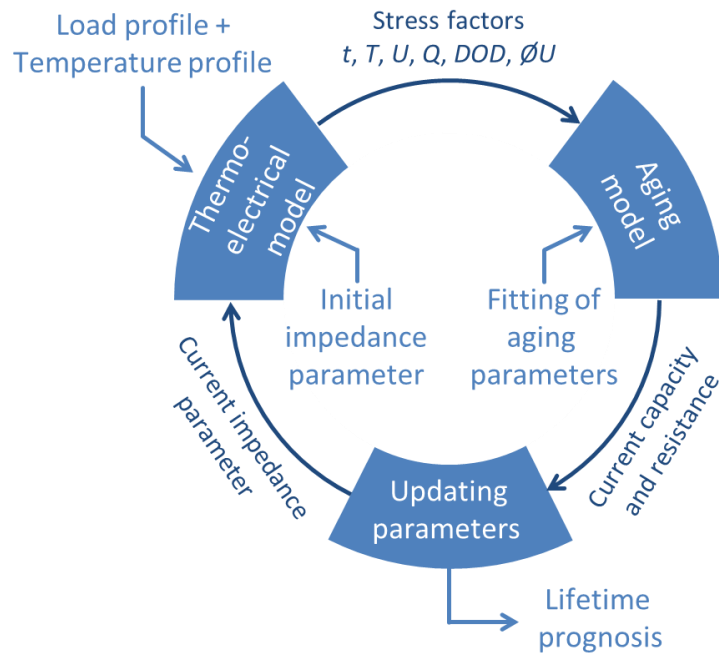 Load profile +
Temperature profile
Stress factors
t, T, U, Q, DOD, ØU
Thermo-
electrical
model
Aging
model
Initial
impedance
parameter
Fitting of
aging
parameters
Current impedance
parameter
Current capacity
and resistance
Updating
parameters
Lifetime
prognosis